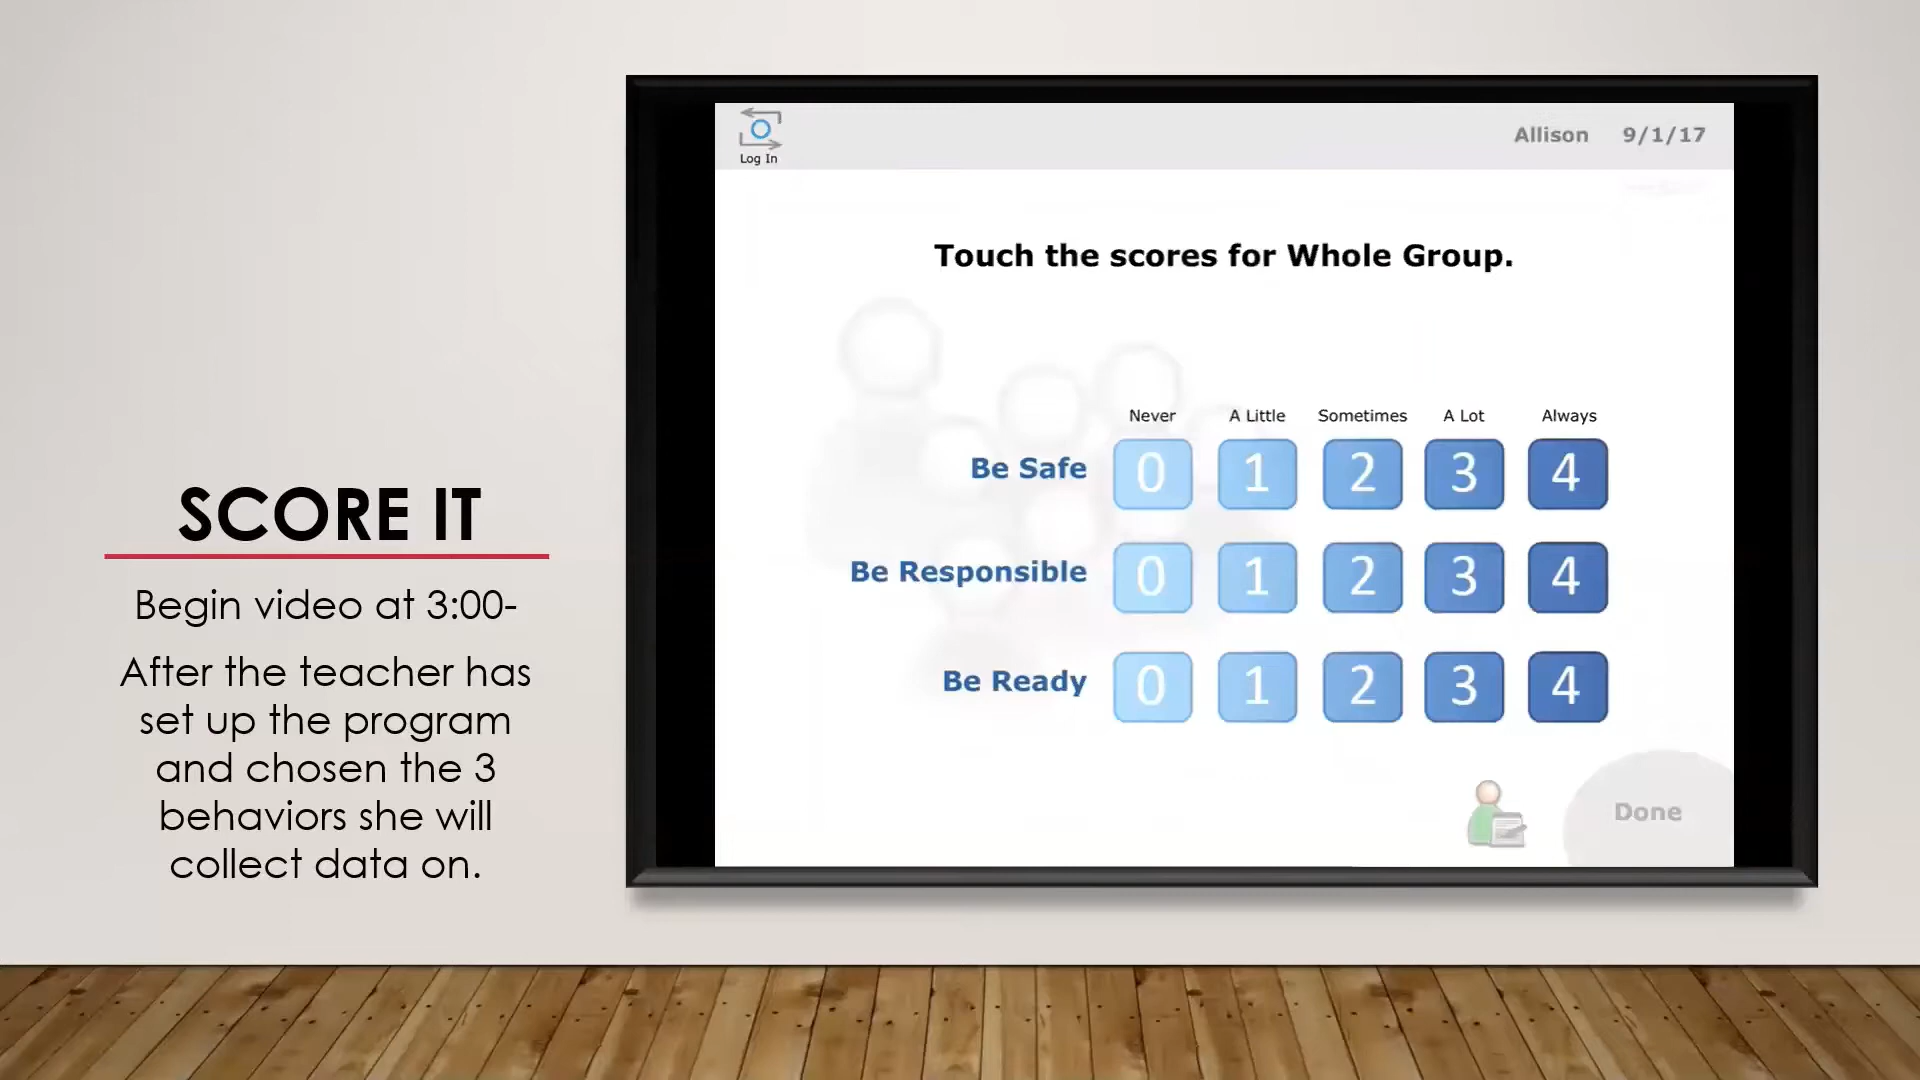 SCORE IT
Begin video at 3:00-
After the teacher has
set up the program
and chosen the 3
behaviors she will
collect data on.
Log In
Allison 9/1/17
Touch the scores for Whole Group.
Never A Little Sometimes A Lot Always
Be Safe 0 1 2 3 4
Be Responsible 0 1 2 3 4
Be Ready 0 1 2 3 4
Done